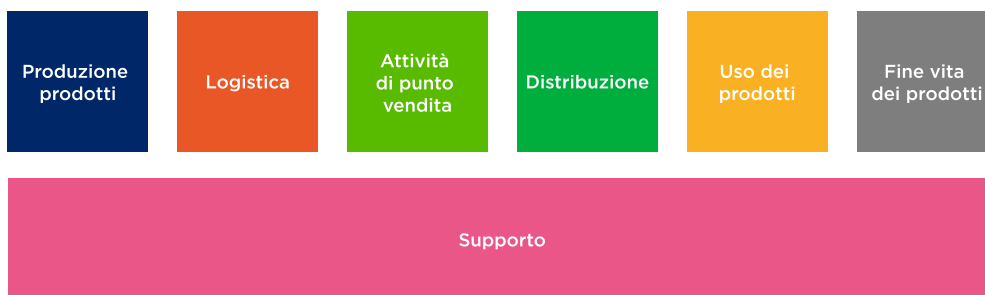 Produzione
prodotti
Logistica
Attività
di punto
vendita
Distribuzione
Uso dei
prodotti
Fine vita
dei prodotti
Supporto